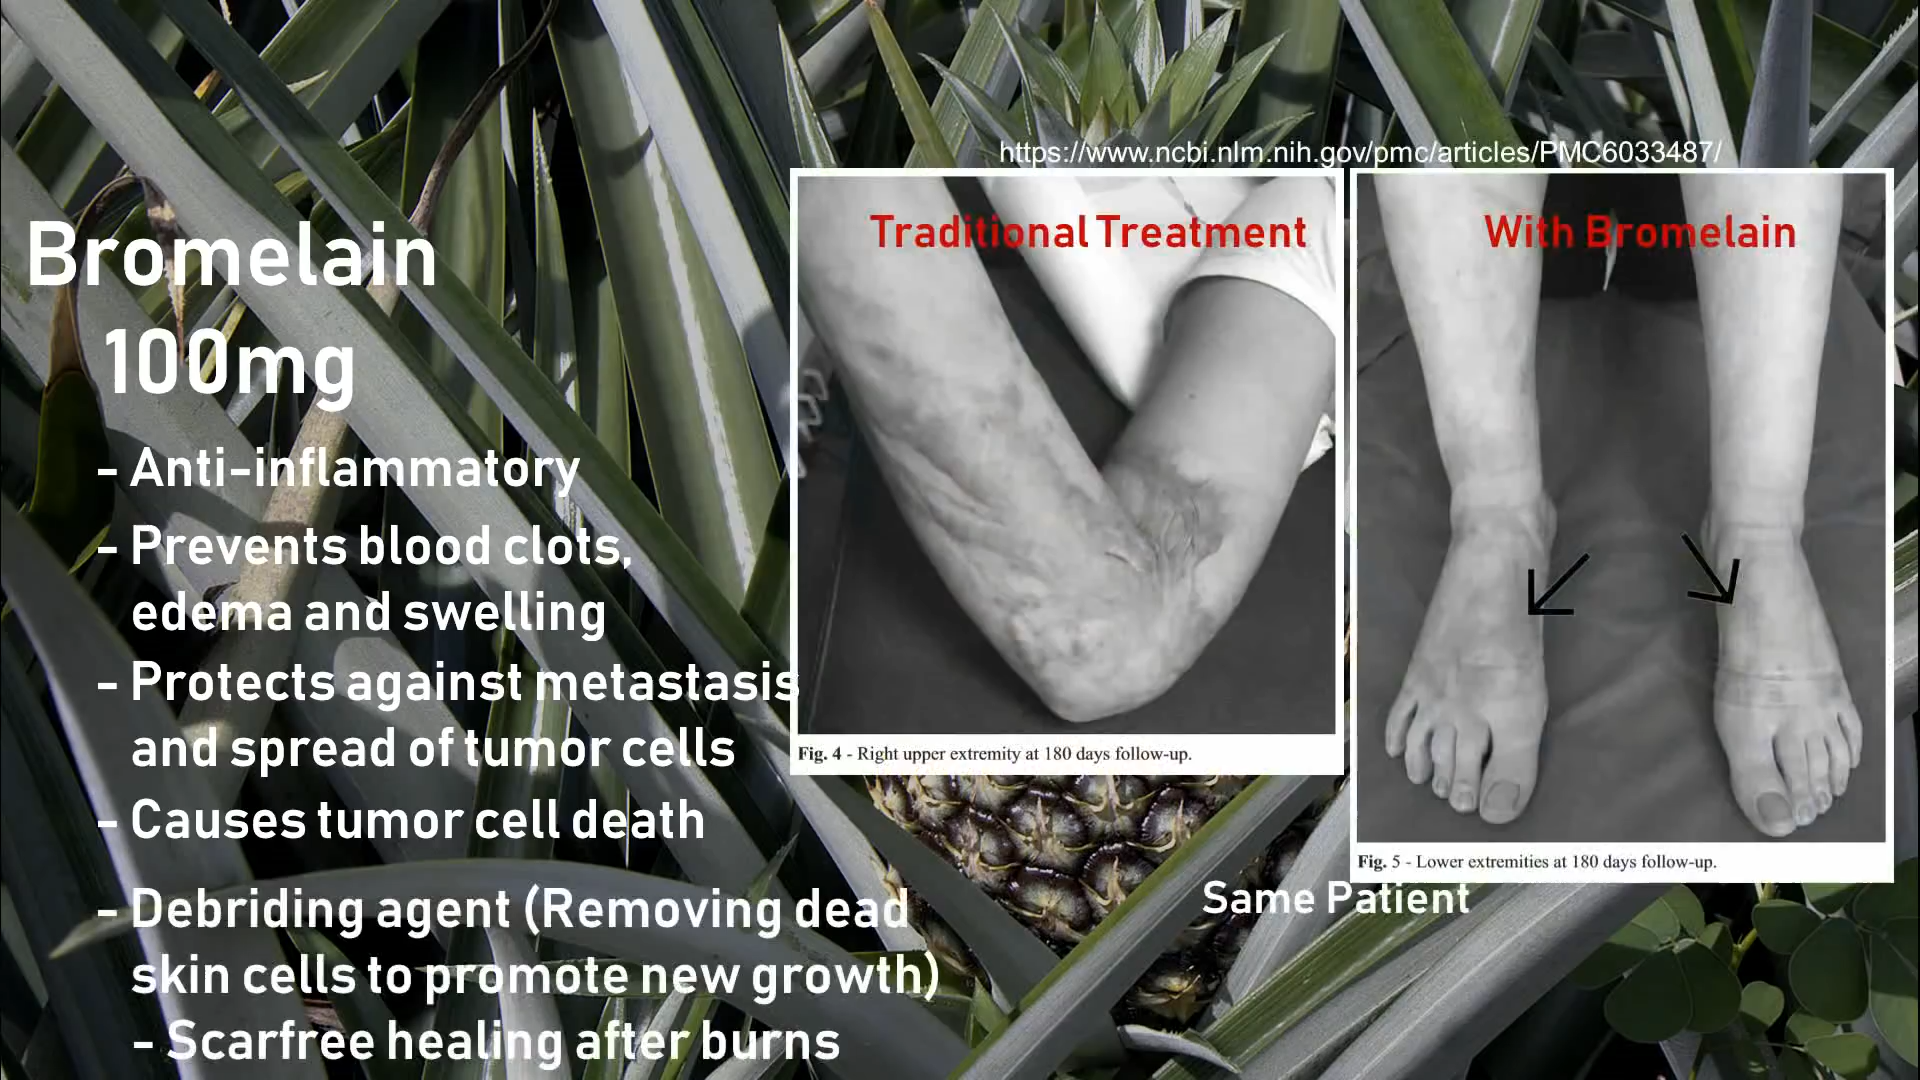 Bromelain
100mg
- Anti-inflammatory
- Prevents blood clots,
edema and swelling
- Protects against metastasis
and spread of tumor cells
- Causes tumor cell death
- Debriding agent (Removing dead
skin cells to promote new growth)
- Scarfree healing after burns
https://www.ncbi.nlm.nih.gov/pmc/articles/PMC6033487/
Traditional Treatment
Fig. 4 - Right upper extremity at 180 days follow-up.
With Bromelain
Fig. 5 - Lower extremities at 180 days follow-up.
Same Patient